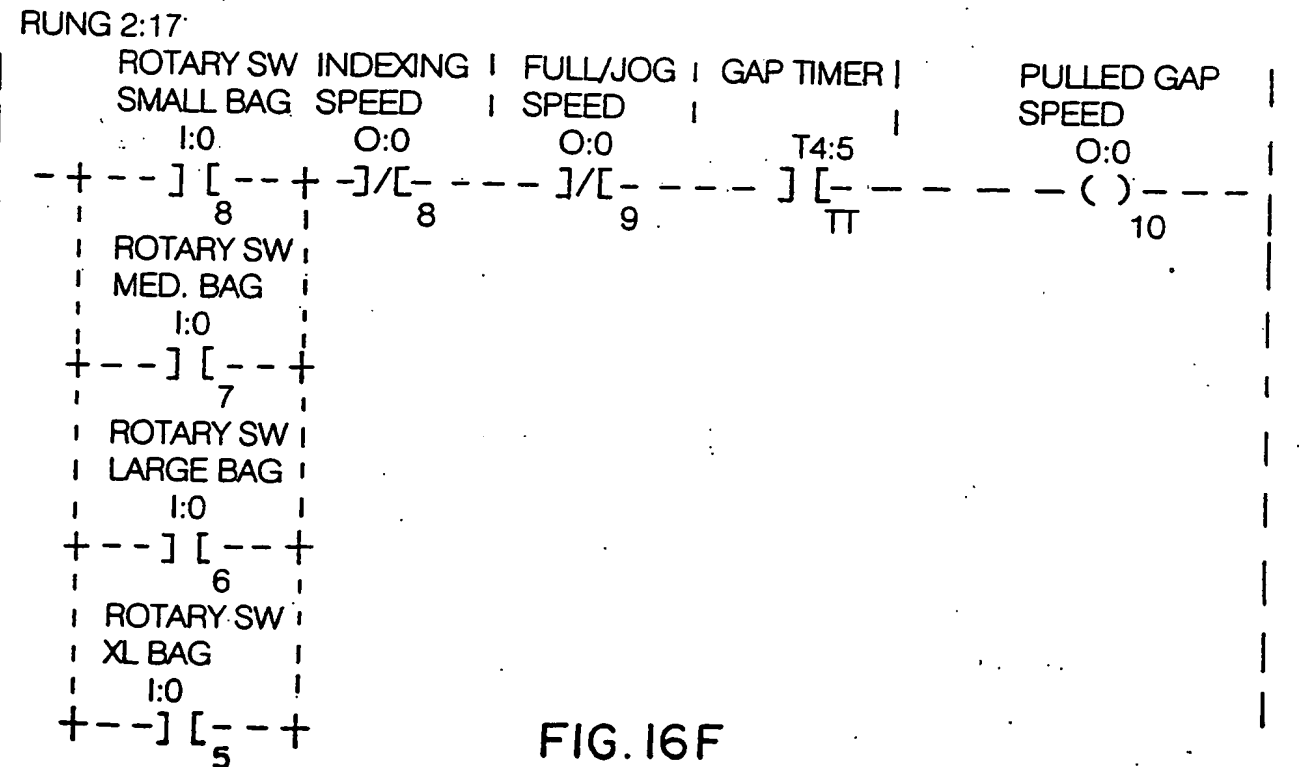 RUNG 2:17
ROTARY SW INDEXING | FULL/JOG | GAP TIMER | PULLED GAP
SMALL BAG SPEED | SPEED | | SPEED
I:0 O:0 O:0 T4:5 O:0
-+--] [--+-]/[----]/[----] [-----( )---
8 8 9 TT 10
ROTARY SW
MED. BAG
I:0
+--] [--+
7
ROTARY SW
LARGE BAG
I:0
+--] [--+
6
ROTARY SW
XL BAG
I:0
+--] [--+
5
FIG. 16F